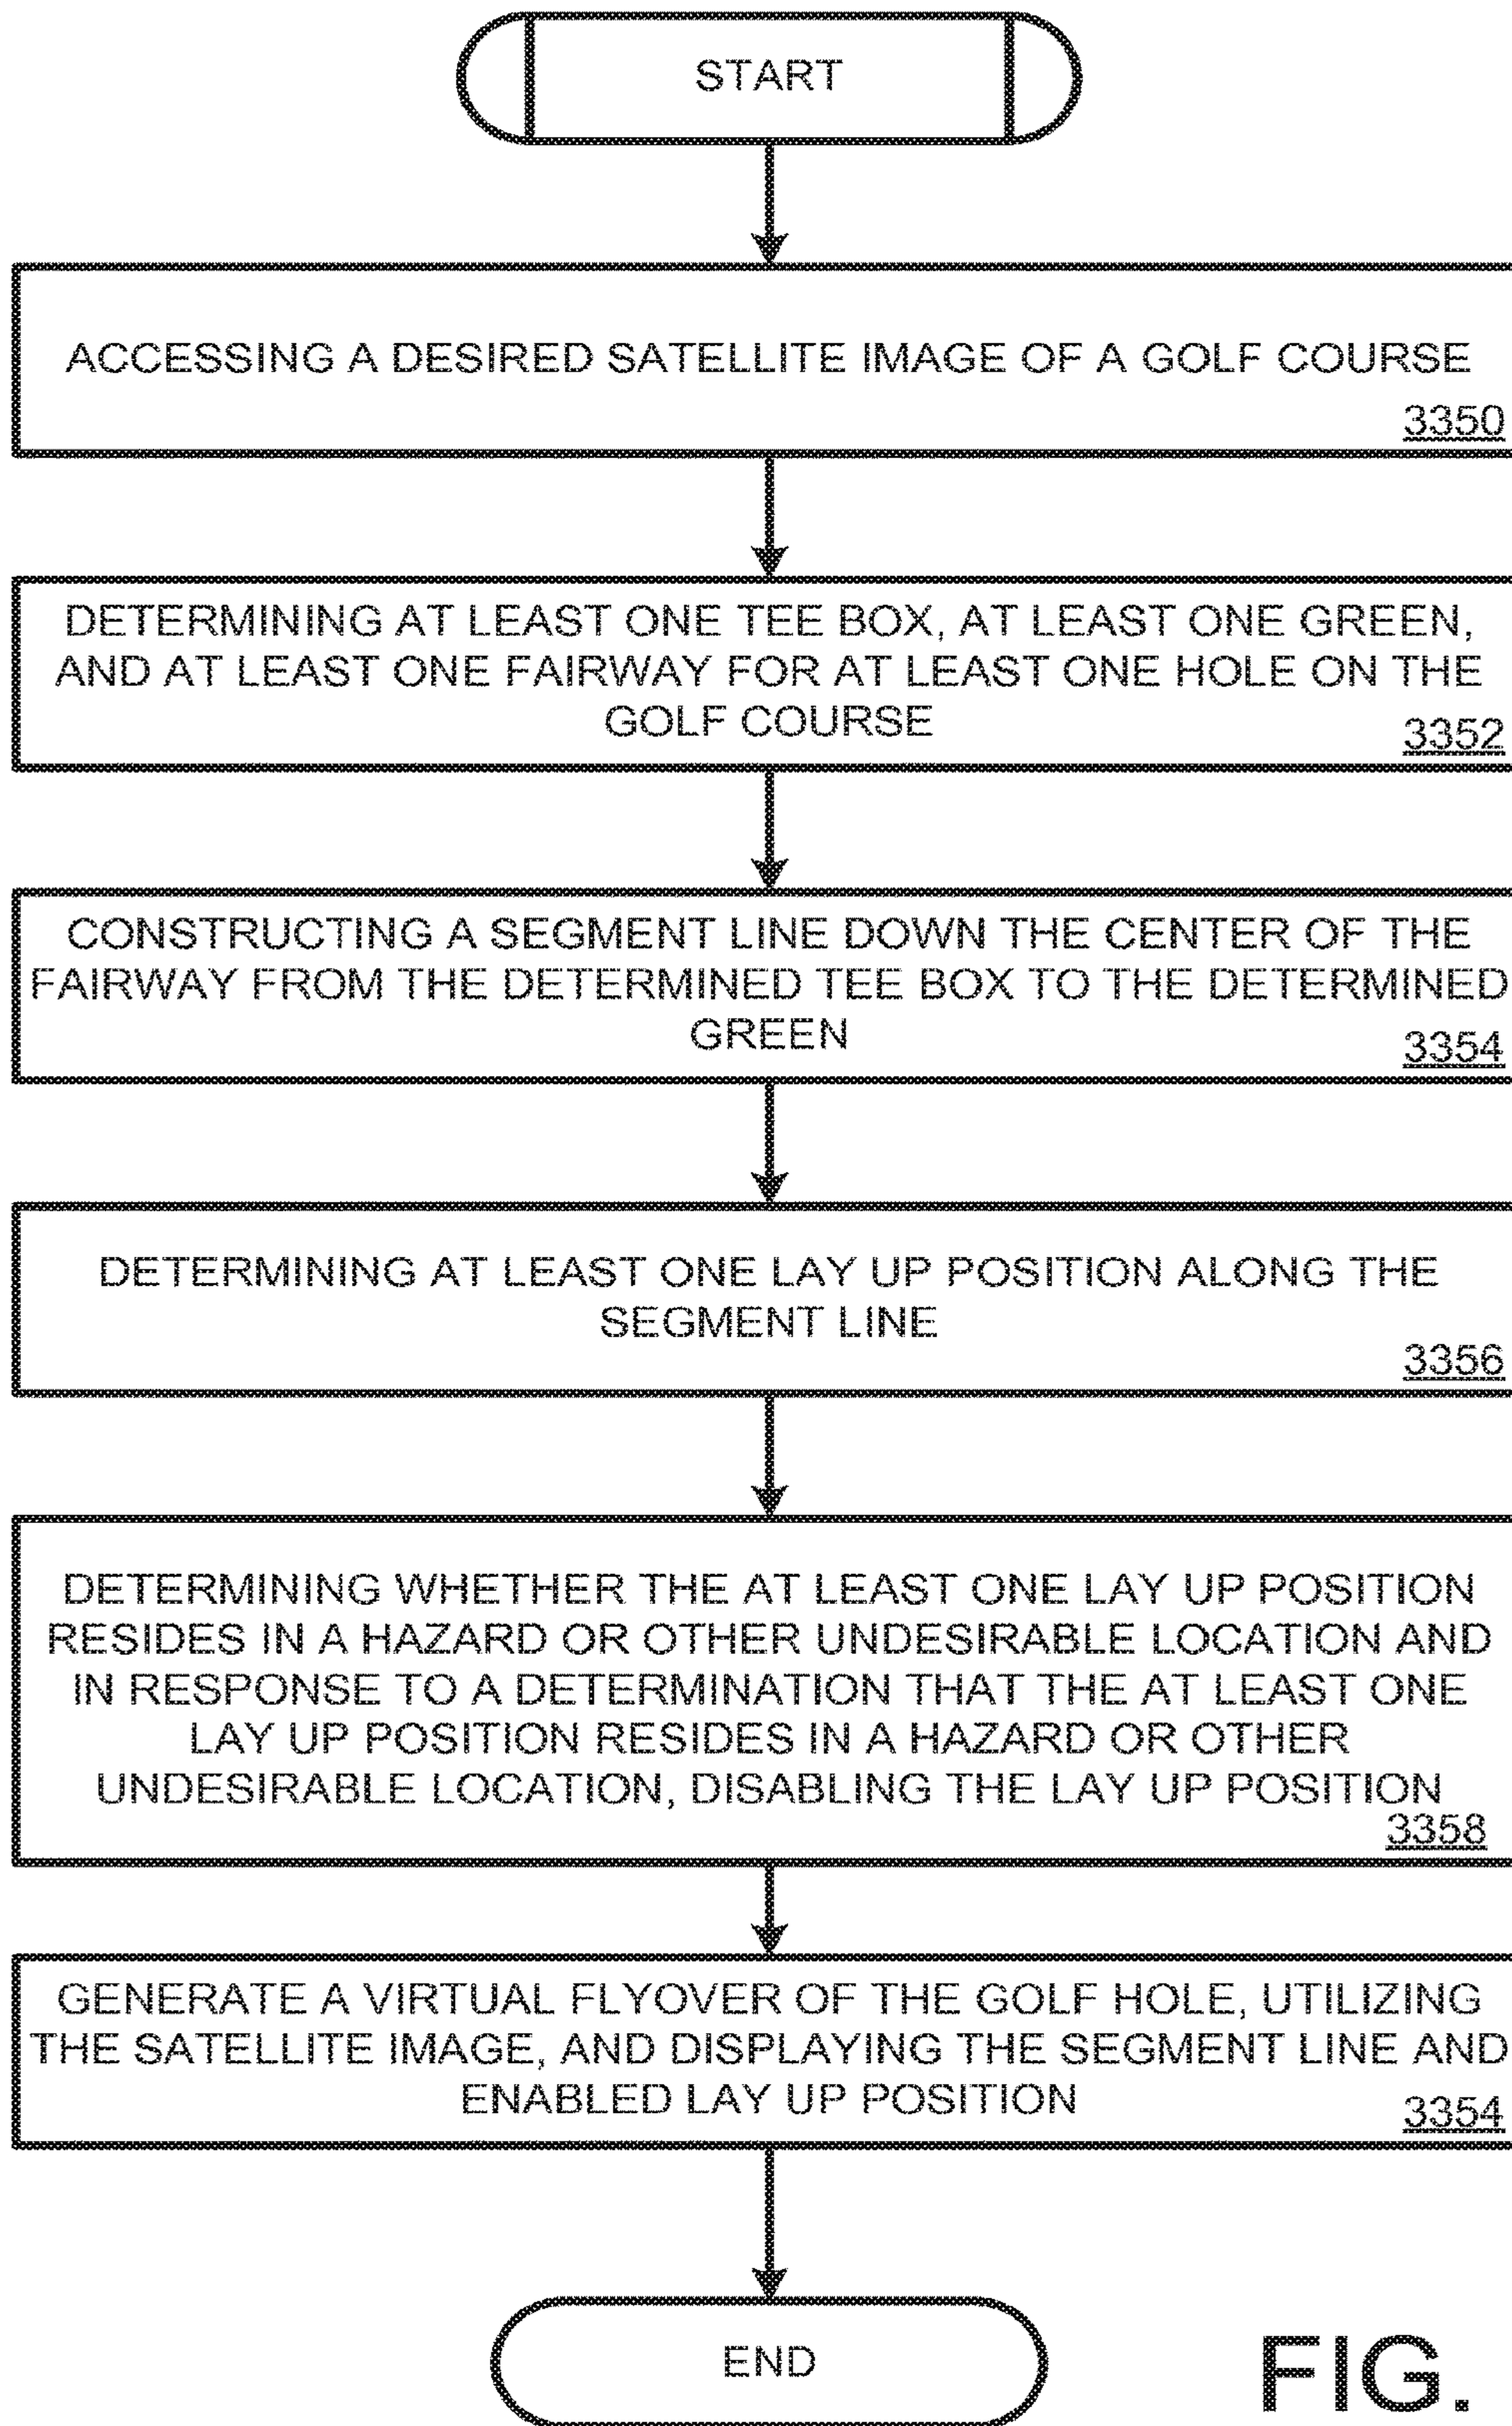 START
ACCESSING A DESIRED SATELLITE IMAGE OF A GOLF COURSE
3350
DETERMINING AT LEAST ONE TEE BOX, AT LEAST ONE GREEN,
AND AT LEAST ONE FAIRWAY FOR AT LEAST ONE HOLE ON THE
GOLF COURSE
3352
CONSTRUCTING A SEGMENT LINE DOWN THE CENTER OF THE
FAIRWAY FROM THE DETERMINED TEE BOX TO THE DETERMINED
GREEN
3354
DETERMINING AT LEAST ONE LAY UP POSITION ALONG THE
SEGMENT LINE
3356
DETERMINING WHETHER THE AT LEAST ONE LAY UP POSITION
RESIDES IN A HAZARD OR OTHER UNDESIRABLE LOCATION AND
IN RESPONSE TO A DETERMINATION THAT THE AT LEAST ONE
LAY UP POSITION RESIDES IN A HAZARD OR OTHER
UNDESIRABLE LOCATION, DISABLING THE LAY UP POSITION
3358
GENERATE A VIRTUAL FLYOVER OF THE GOLF HOLE, UTILIZING
THE SATELLITE IMAGE, AND DISPLAYING THE SEGMENT LINE AND
ENABLED LAY UP POSITION
3354
END
FIG.